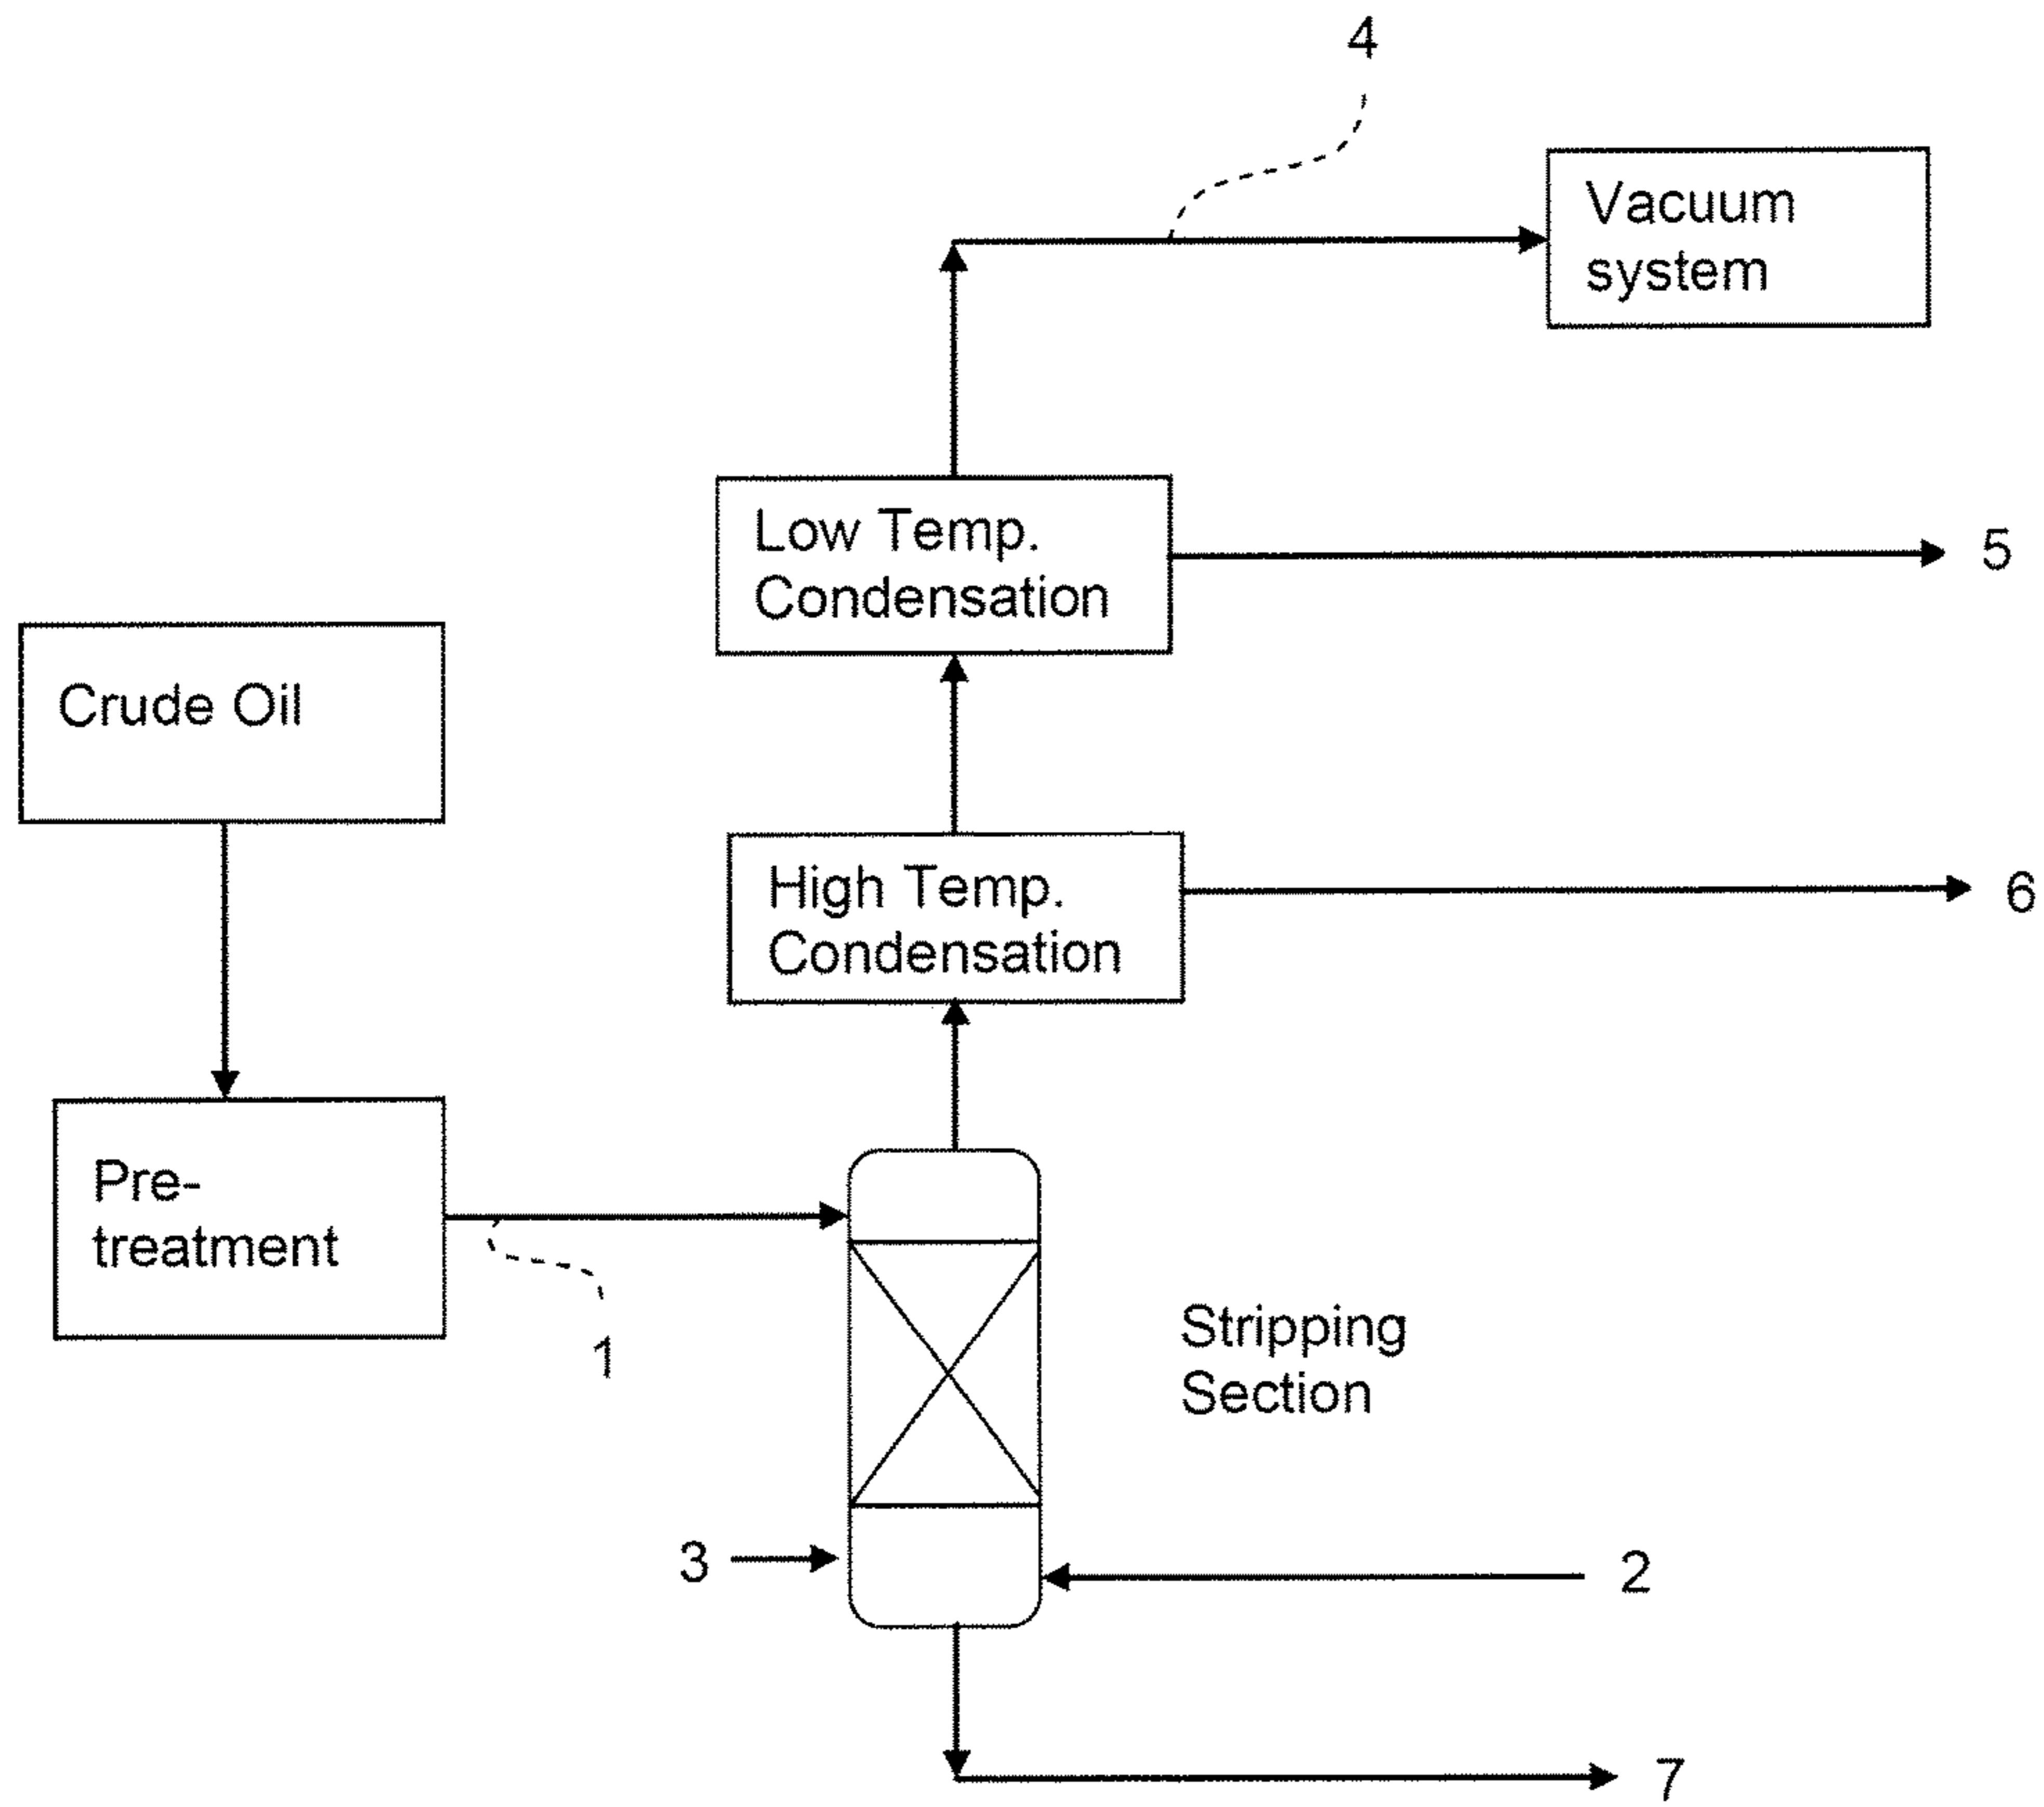 4
Vacuum
system
Low Temp.
Condensation
5
Crude Oil
High Temp.
Condensation
6
Pre-
treatment
1
Stripping
Section
3
2
7